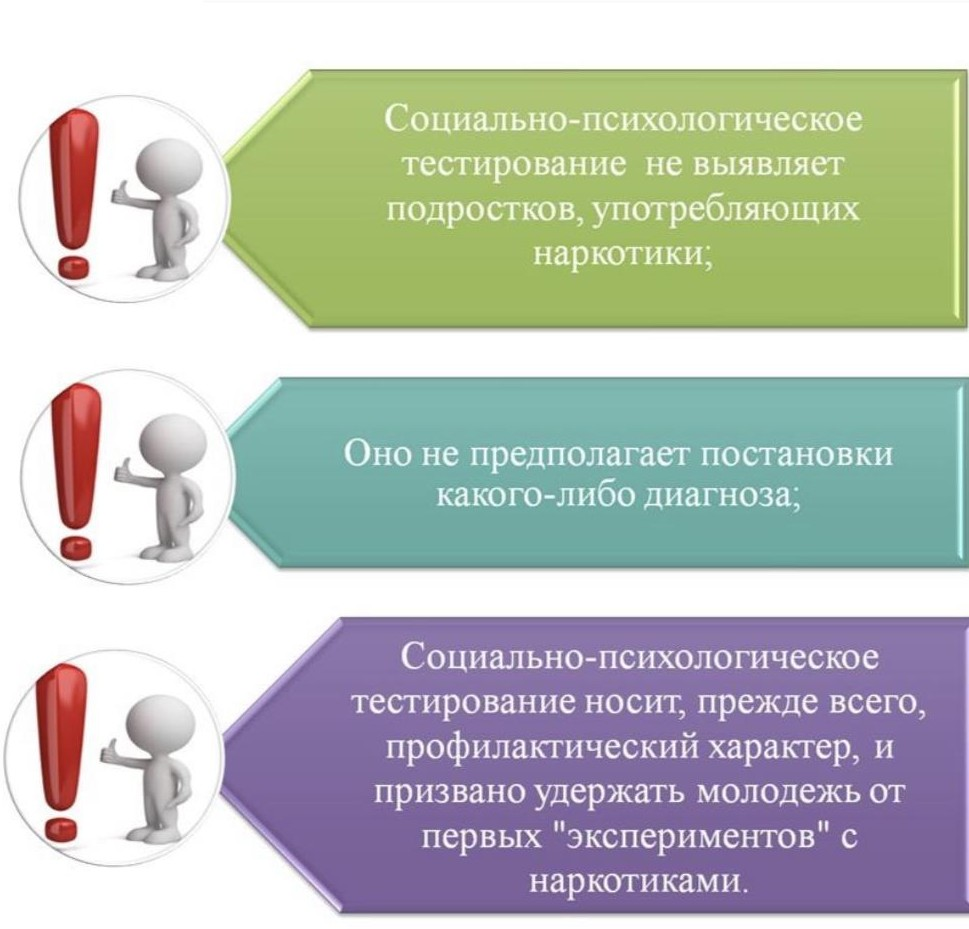 Социально-психологическое
тестирование не выявляет
подростков, употребляющих
наркотики;
Оно не предполагает постановки
какого-либо диагноза;
Социально-психологическое
тестирование носит, прежде всего,
профилактический характер, и
призвано удержать молодежь от
первых "экспериментов" с
наркотиками.